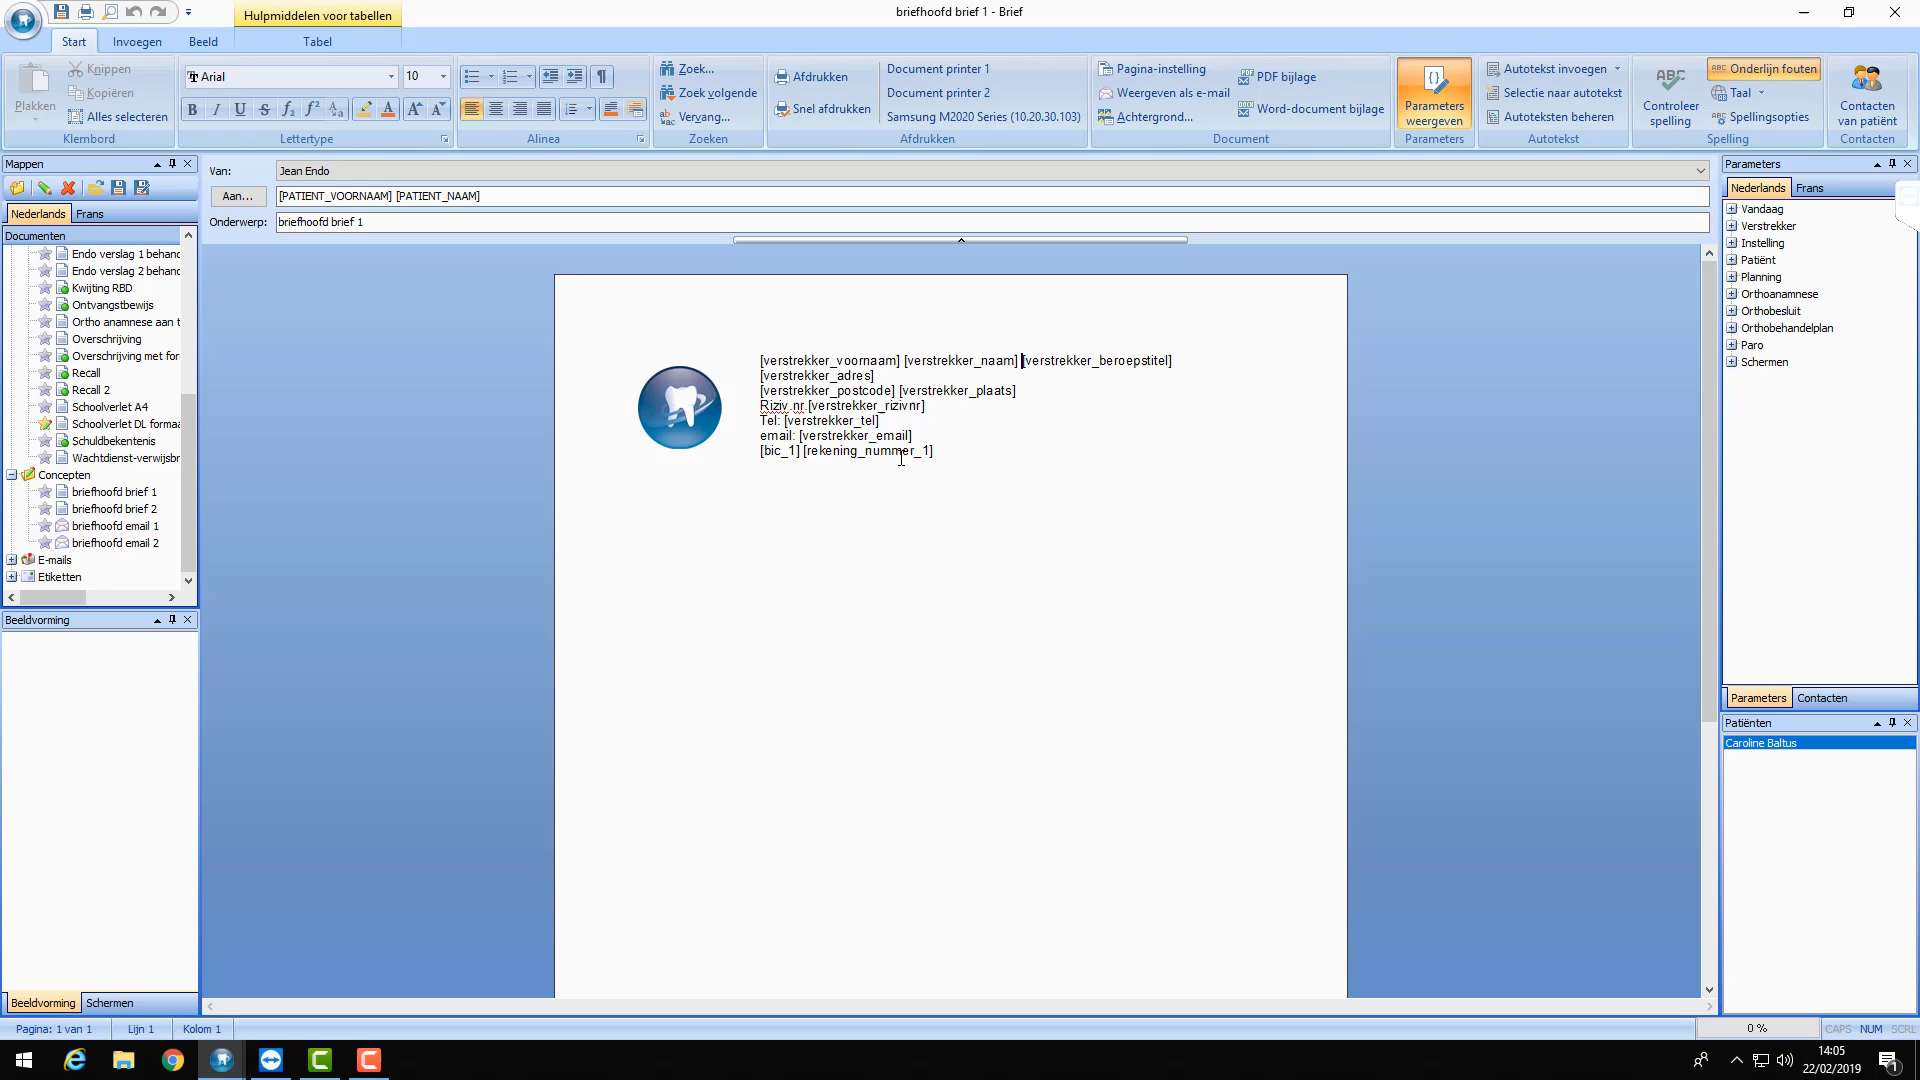 Hulpmiddelen voor tabellen
briefhoofd brief 1 - Brief
Start
Invoegen
Beeld
Tabel
Plakken
Knippen
Kopiëren
Alles selecteren
Klembord
Arial
10
Lettertype
Alinea
Zoek...
Zoek volgende
Vervang...
Zoeken
Afdrukken
Snel afdrukken
Document printer 1
Document printer 2
Samsung M2020 Series (10.20.30.103)
Afdrukken
Pagina-instelling
Weergeven als e-mail
Achtergrond...
PDF bijlage
Word-document bijlage
Document
Parameters
weergeven
Parameters
Autotekst invoegen
Selectie naar autotekst
Autoteksten beheren
Autotekst
Controleer
spelling
Onderlijn fouten
Taal
Spellingsopties
Spelling
Contacten
van patiënt
Contacten
Mappen
Nederlands
Frans
Documenten
Endo verslag 1 behand
Endo verslag 2 behand
Kwijting RBD
Ontvangstbewijs
Ortho anamnese aan t
Overschrijving
Overschrijving met for
Recall
Recall 2
Schoolverlet A4
Schoolverlet DL formaa
Schuldbekentenis
Wachtdienst-verwijsbr
Concepten
briefhoofd brief 1
briefhoofd brief 2
briefhoofd email 1
briefhoofd email 2
E-mails
Etiketten
Beeldvorming
Beeldvorming
Schermen
Van:
Jean Endo
Aan...
[PATIENT_VOORNAAM] [PATIENT_NAAM]
Onderwerp:
briefhoofd brief 1
[verstrekker_voornaam] [verstrekker_naam] [verstrekker_beroepstitel]
[verstrekker_adres]
[verstrekker_postcode] [verstrekker_plaats]
Riziv.nr.[verstrekker_rizivnr]
Tel: [verstrekker_tel]
email: [verstrekker_email]
[bic_1] [rekening_nummer_1]
Parameters
Nederlands
Frans
Vandaag
Verstrekker
Instelling
Patiënt
Planning
Orthoanamnese
Orthobesluit
Orthobehandelplan
Paro
Schermen
Parameters
Contacten
Patiënten
Caroline Baltus
Pagina: 1 van 1
Lijn 1
Kolom 1
0 %
CAPS
NUM
SCRL
14:05
22/02/2019
1